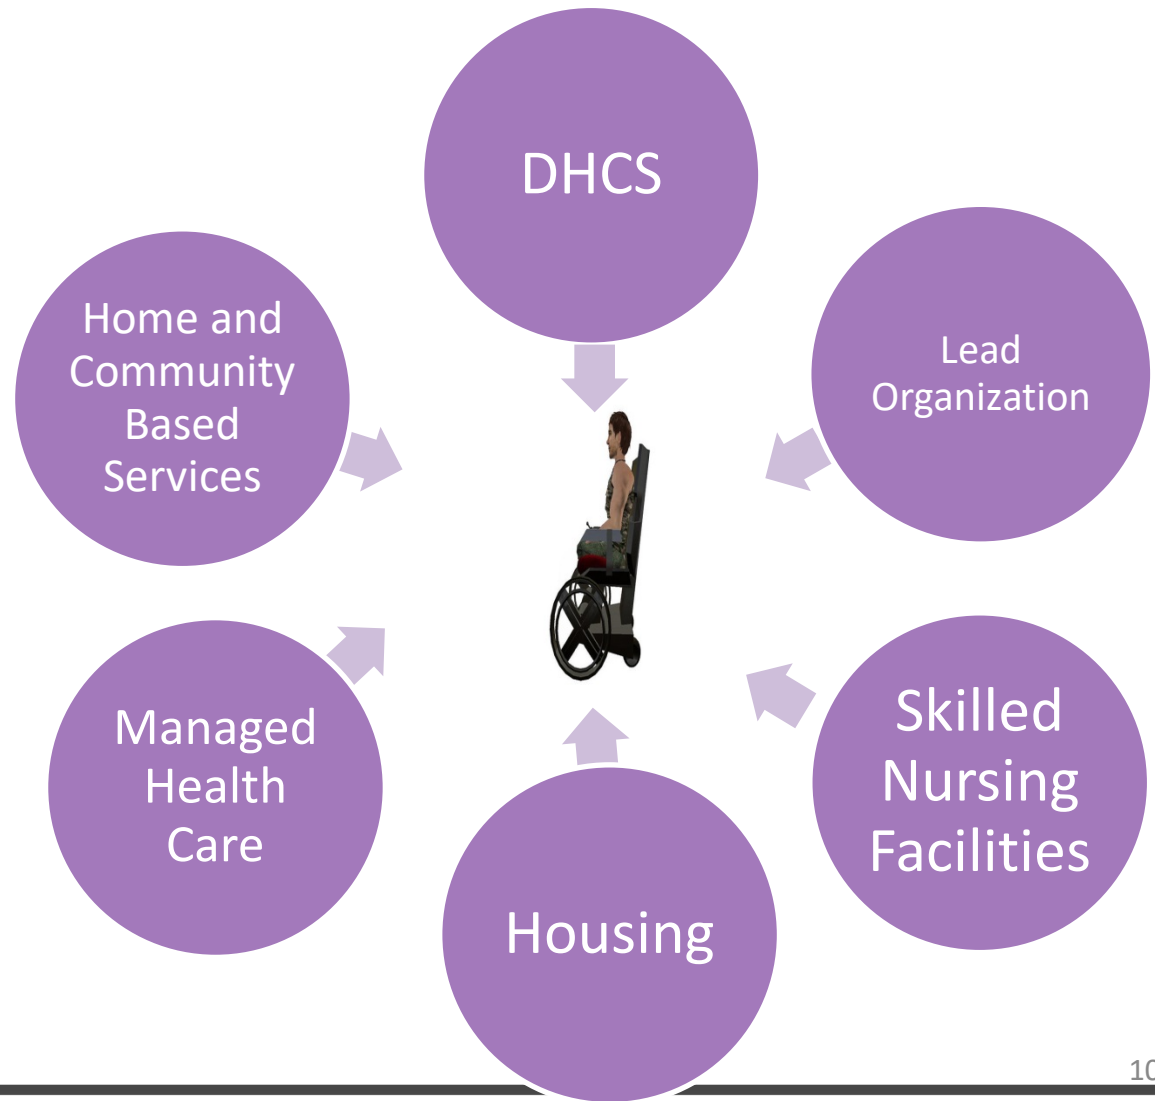 DHCS
Lead
Organization
Skilled
Nursing
Facilities
Housing
Managed
Health
Care
Home and
Community
Based
Services
10